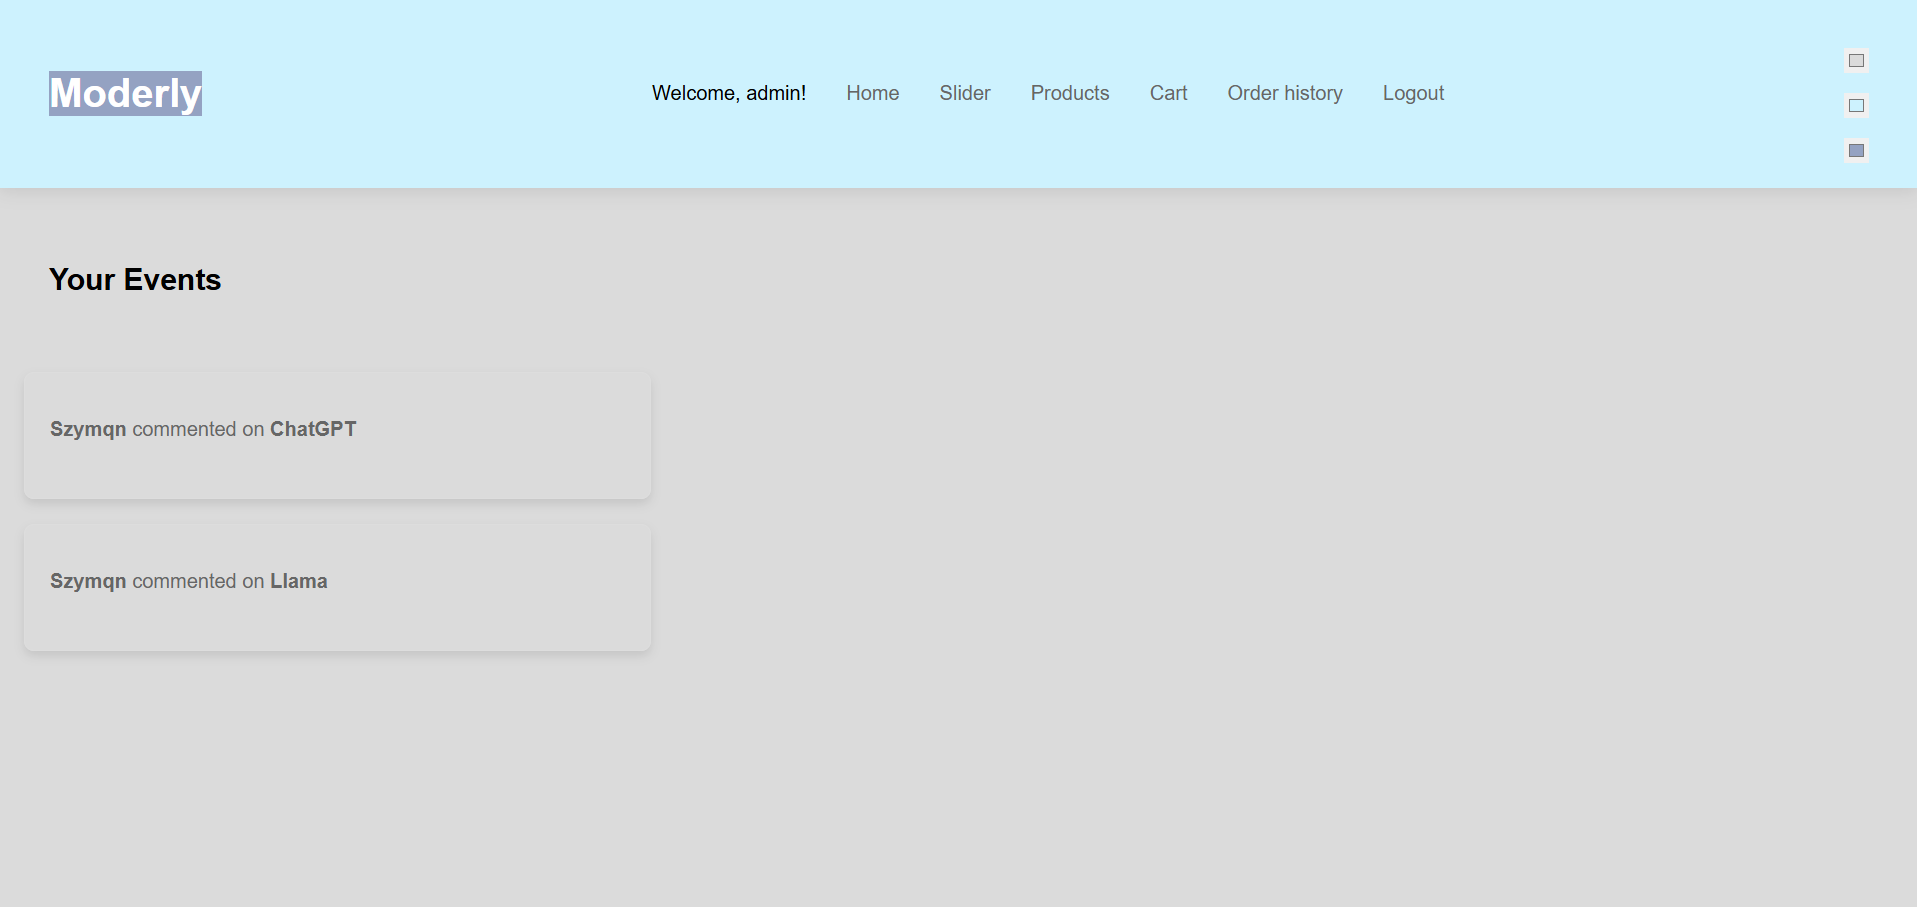 Moderly
Welcome, admin! Home Slider Products Cart Order history Logout
Your Events
Szymqn commented on ChatGPT
Szymqn commented on Llama